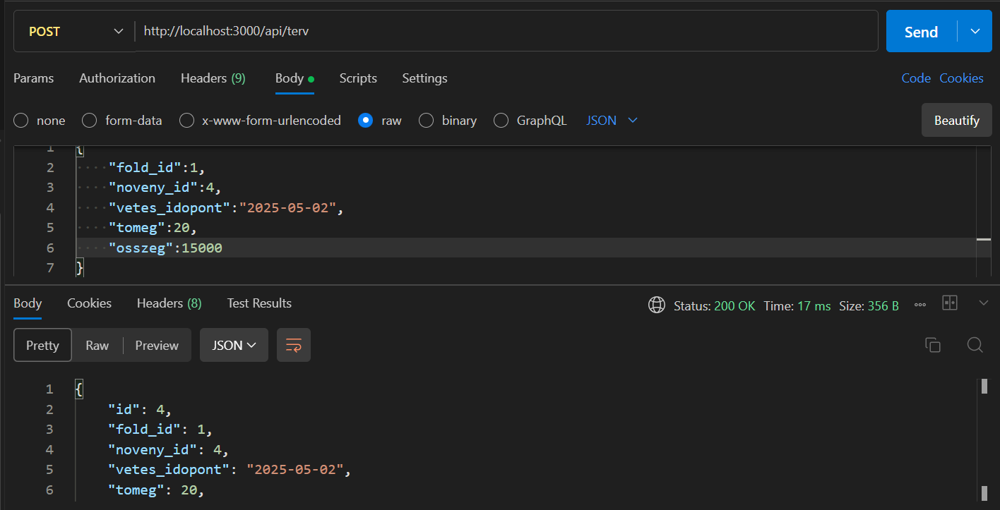 POST http://localhost:3000/api/terv Send
Params Authorization Headers (9) Body Scripts Settings Code Cookies
none form-data x-www-form-urlencoded raw binary GraphQL JSON Beautify
1 {
2 "fold_id":1,
3 "noveny_id":4,
4 "vetes_idopont":"2025-05-02",
5 "tomeg":20,
6 "osszeg":15000
7 }
Body Cookies Headers (8) Test Results Status: 200 OK Time: 17 ms Size: 356 B
Pretty Raw Preview JSON
1 {
2 "id": 4,
3 "fold_id": 1,
4 "noveny_id": 4,
5 "vetes_idopont": "2025-05-02",
6 "tomeg": 20,